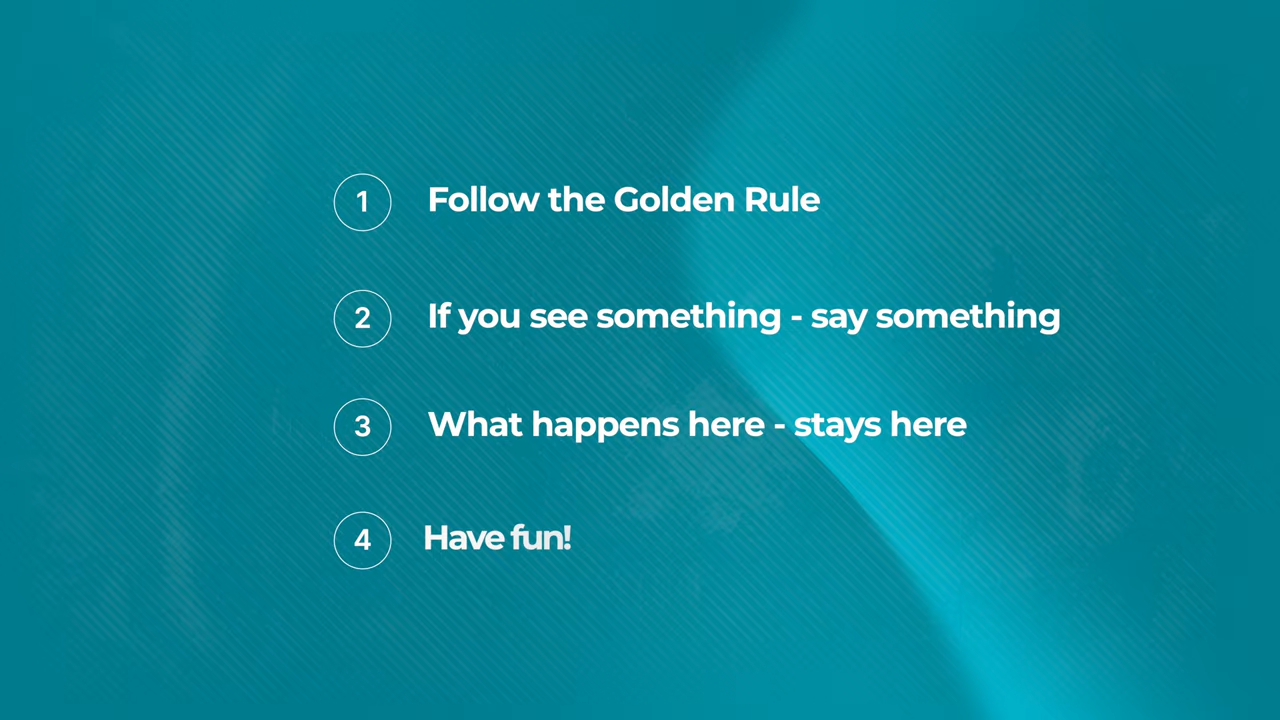 1 Follow the Golden Rule
2 If you see something - say something
3 What happens here - stays here
4 Have fun!